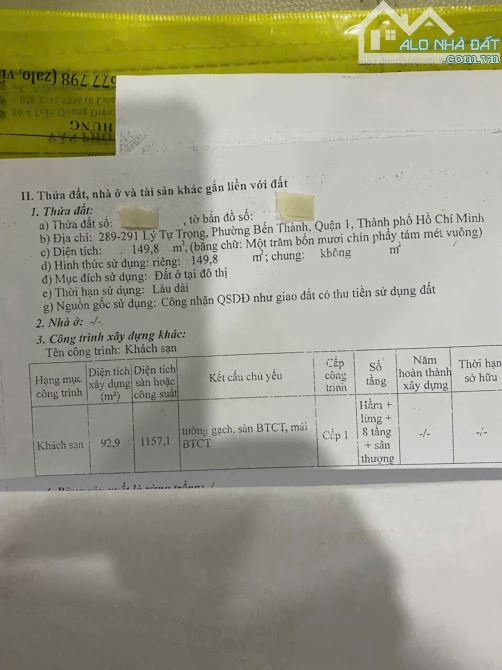 ALO NHÀ ĐẤT
.com.vn
II. Thửa đất, nhà ở và tài sản khác gắn liền với đất
1. Thửa đất:
a) Thửa đất số: , tờ bản đồ số:
b) Địa chỉ: 289-291 Lý Tự Trọng, Phường Bến Thành, Quận 1, Thành phố Hồ Chí Minh
c) Diện tích: 149,8 m², (bằng chữ: Một trăm bốn mươi chín phẩy tám mét vuông)
d) Hình thức sử dụng: riêng: 149,8 m²; chung: không m²
đ) Mục đích sử dụng: Đất ở tại đô thị
e) Thời hạn sử dụng: Lâu dài
g) Nguồn gốc sử dụng: Công nhận QSDĐ như giao đất có thu tiền sử dụng đất
2. Nhà ở: -/-
3. Công trình xây dựng khác:
Tên công trình: Khách sạn
Hạng mục công trình
Diện tích xây dựng (m²)
Diện tích sàn hoặc công suất
Kết cấu chủ yếu
Cấp công trình
Số tầng
Năm hoàn thành xây dựng
Thời hạn sở hữu
Khách sạn
92,9
1157,1
tường gạch, sàn BTCT, mái BTCT
Cấp 1
Hầm + lửng + 8 tầng + sân thượng
-/-
-/-